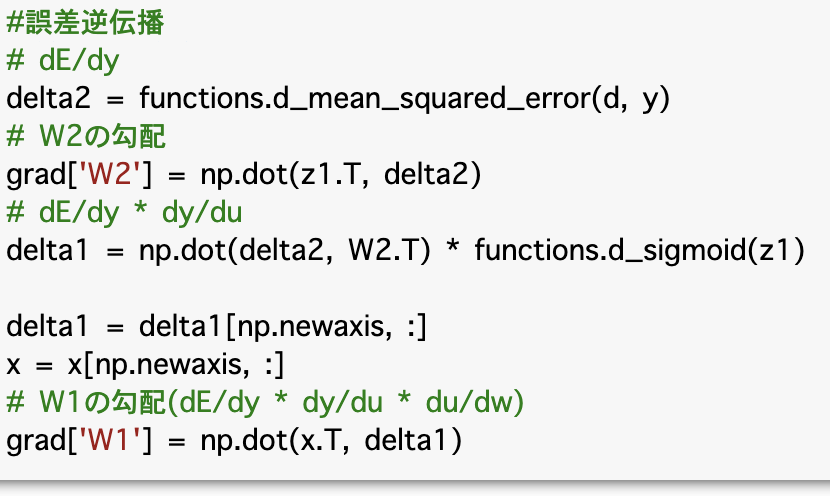 #誤差逆伝播
# dE/dy
delta2 = functions.d_mean_squared_error(d, y)
# W2の勾配
grad['W2'] = np.dot(z1.T, delta2)
# dE/dy * dy/du
delta1 = np.dot(delta2, W2.T) * functions.d_sigmoid(z1)
delta1 = delta1[np.newaxis, :]
x = x[np.newaxis, :]
# W1の勾配(dE/dy * dy/du * du/dw)
grad['W1'] = np.dot(x.T, delta1)